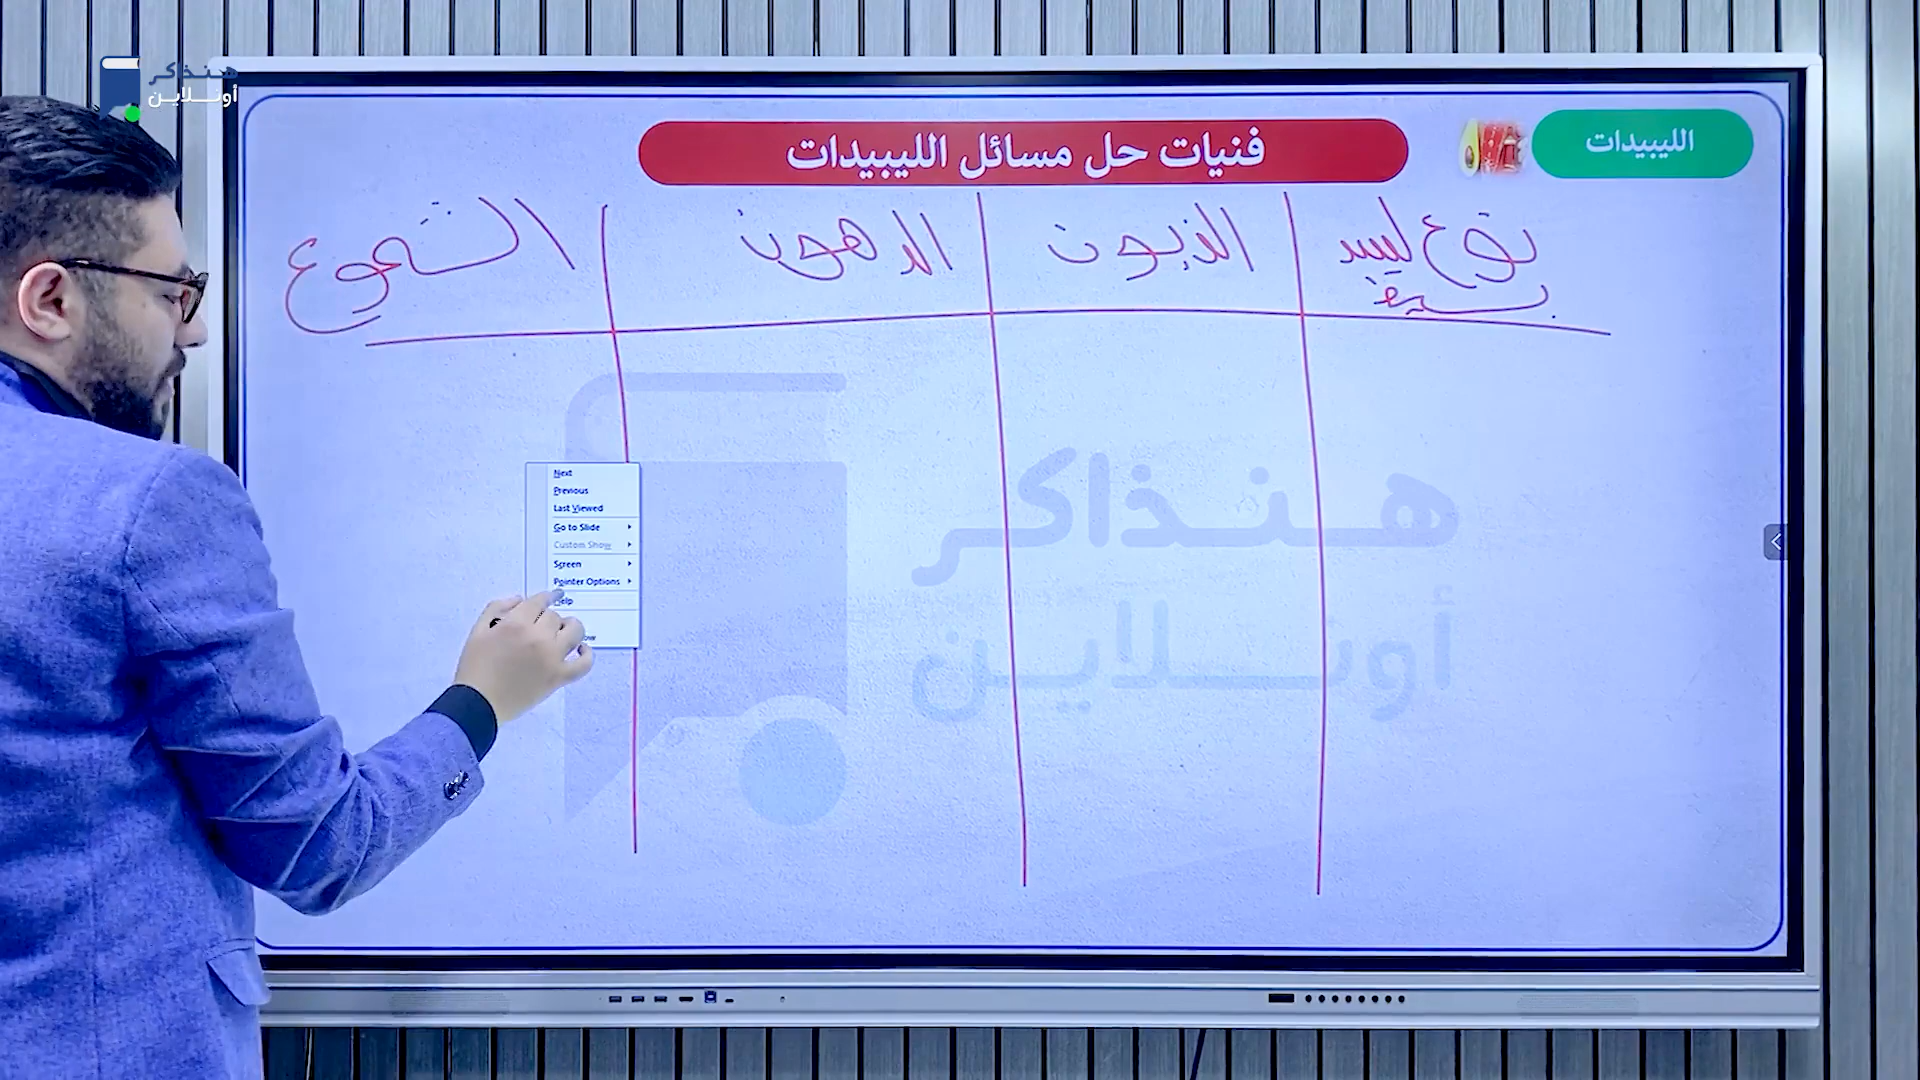 هنذاكر
أونلاين
الليبيدات
فنيات حل مسائل الليبيدات
نوع ليبيد
بسيط
الزيوت
الدهون
الشموع
Next
Previous
Last Viewed
Go to Slide
Custom Show
Screen
Pointer Options
Help
هنذاكر
أونلاين